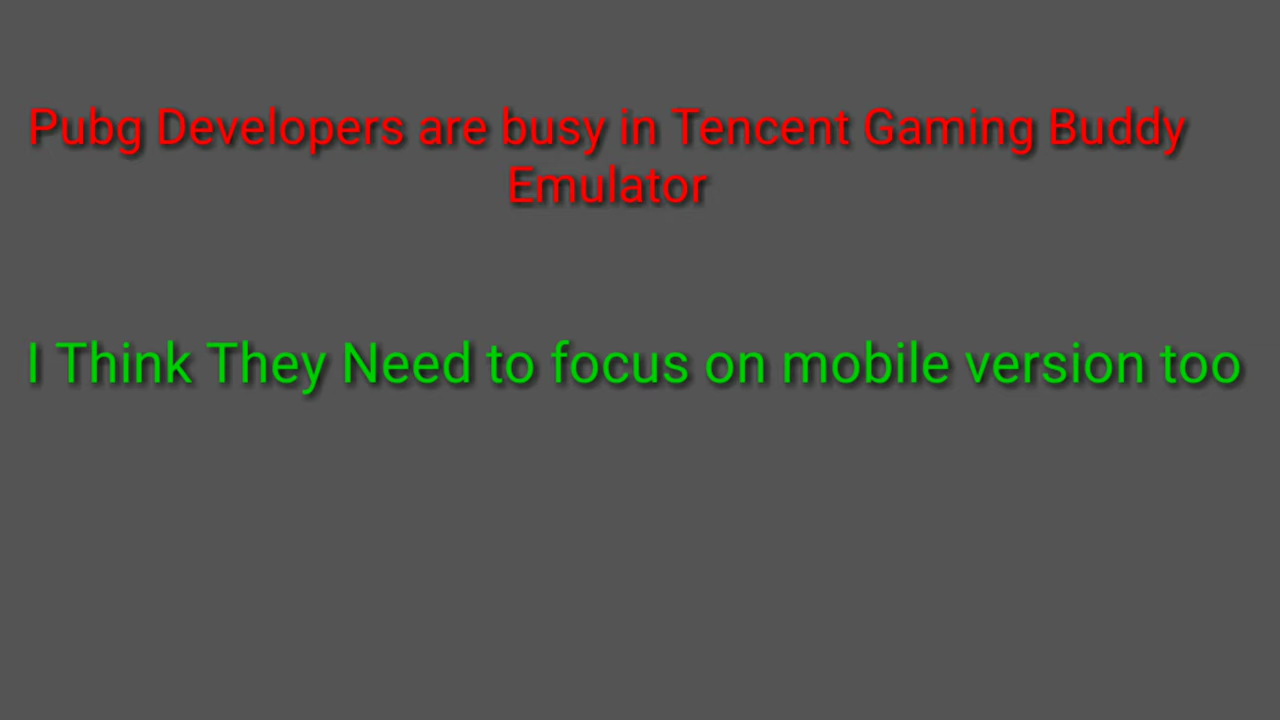 Pubg Developers are busy in Tencent Gaming Buddy
Emulator
I Think They Need to focus on mobile version too